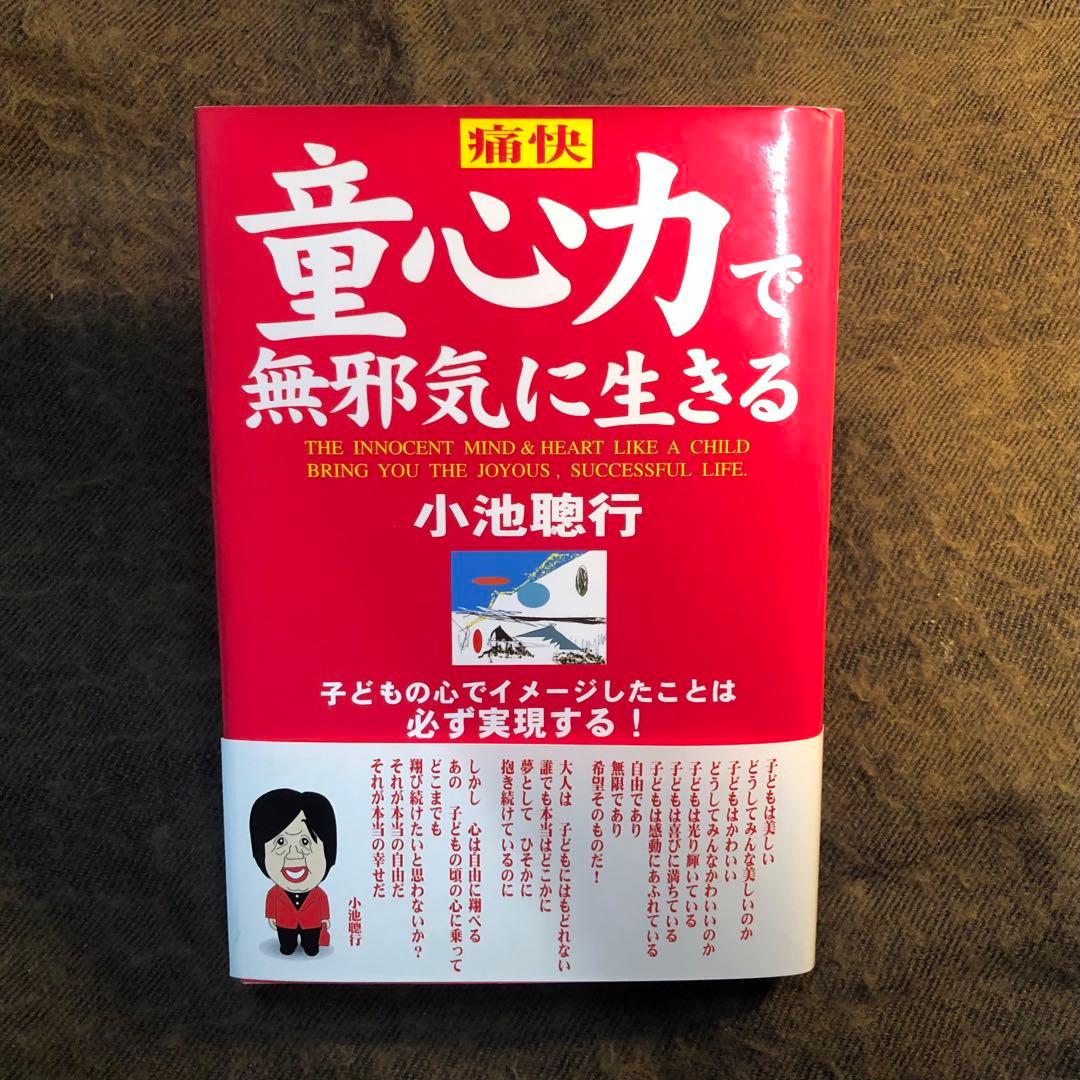 痛快
童心力で
無邪気に生きる
THE INNOCENT MIND & HEART LIKE A CHILD
BRING YOU THE JOYOUS, SUCCESSFUL LIFE.
小池聰行
子どもの心でイメージしたことは
必ず実現する!
子どもは美しい
どうしてみんな美しいのか
子どもはかわいい
どうしてみんなかわいいのか
子どもは光り輝いている
子どもは喜びに満ちている
子どもは感動にあふれている
自由であり
無限であり
希望そのものだ!
大人は 子どもにはもどれない
誰でも本当はどこかに
夢として ひそかに
抱き続けているのに
しかし 心は自由に翔べる
あの 子どもの頃の心に乗って
どこまでも
翔び続けたいと思わないか?
それが本当の自由だ
それが本当の幸せだ
小池聰行